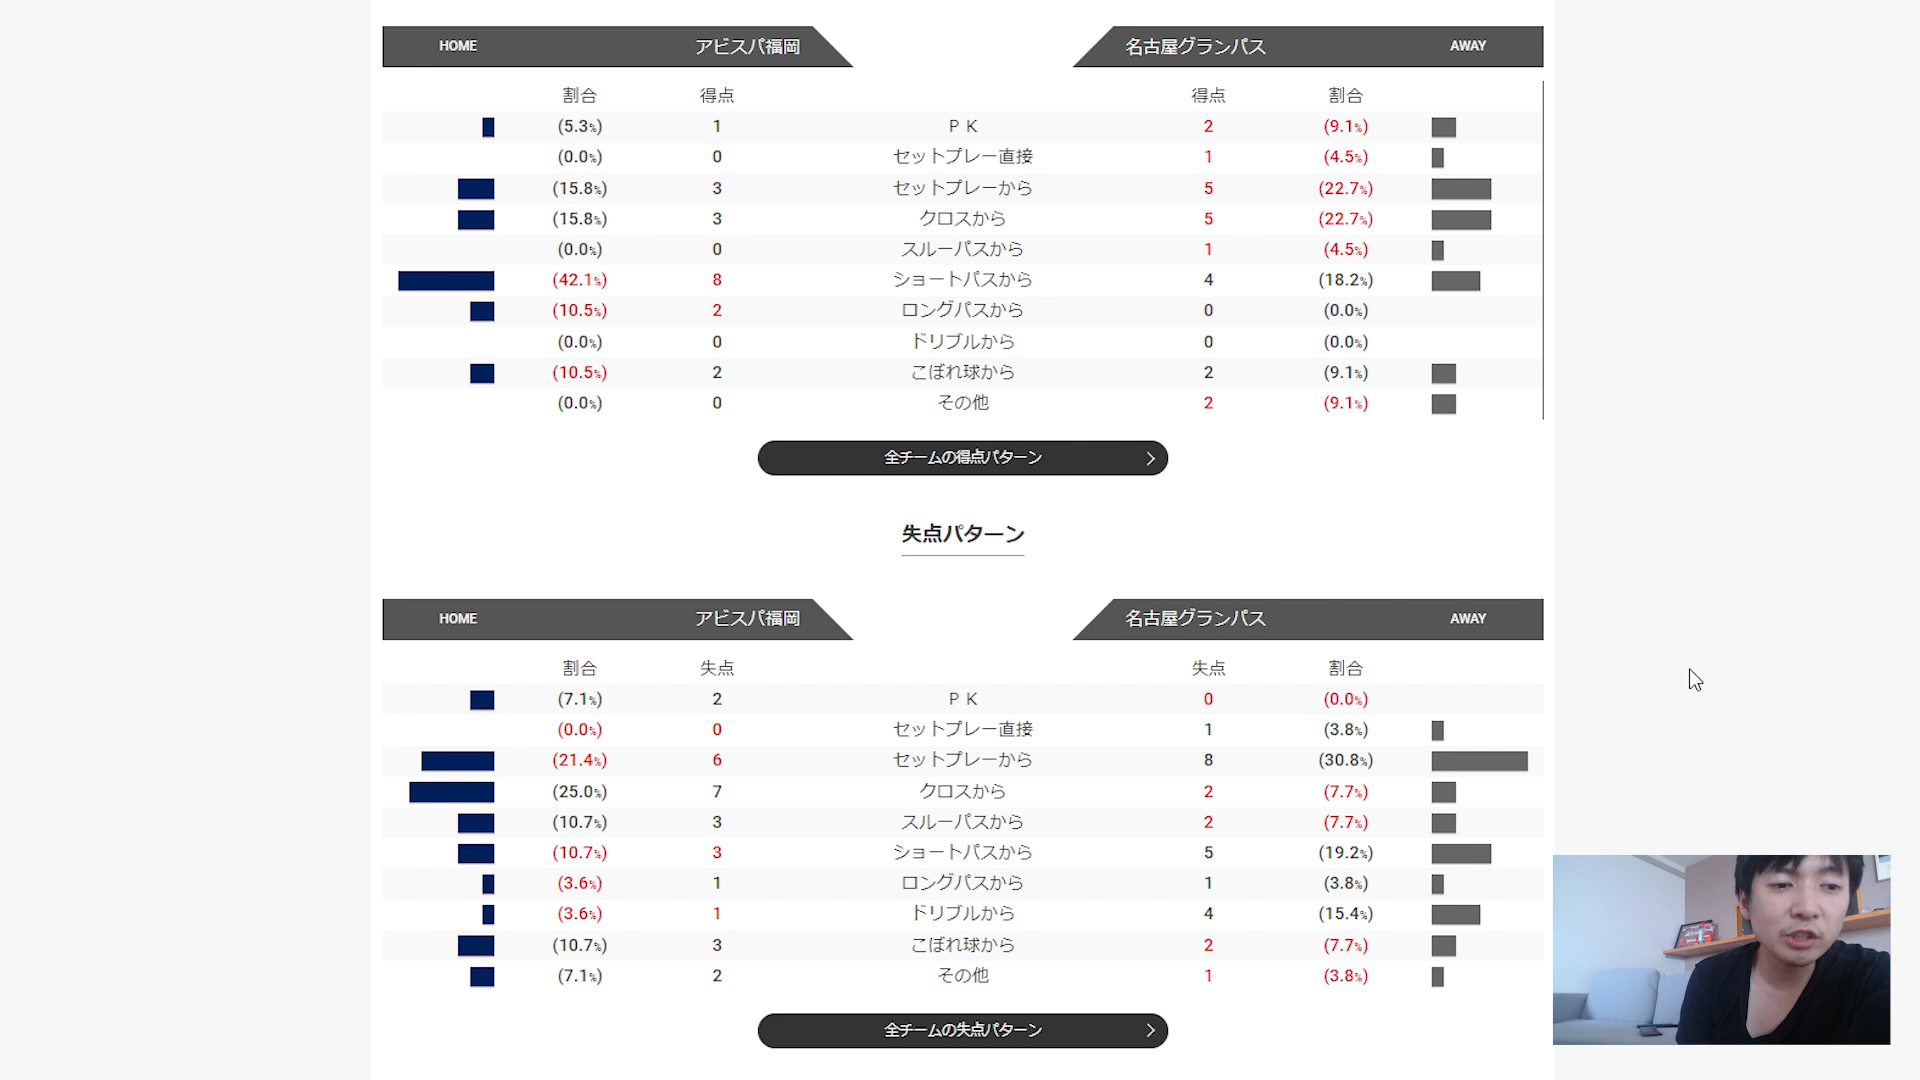 HOME アビスパ福岡 名古屋グランパス AWAY
割合 得点 得点 割合
(5.3%) 1 ＰＫ 2 (9.1%)
(0.0%) 0 セットプレー直接 1 (4.5%)
(15.8%) 3 セットプレーから 5 (22.7%)
(15.8%) 3 クロスから 5 (22.7%)
(0.0%) 0 スルーパスから 1 (4.5%)
(42.1%) 8 ショートパスから 4 (18.2%)
(10.5%) 2 ロングパスから 0 (0.0%)
(0.0%) 0 ドリブルから 0 (0.0%)
(10.5%) 2 こぼれ球から 2 (9.1%)
(0.0%) 0 その他 2 (9.1%)
全チームの得点パターン
失点パターン
HOME アビスパ福岡 名古屋グランパス AWAY
割合 失点 失点 割合
(7.1%) 2 ＰＫ 0 (0.0%)
(0.0%) 0 セットプレー直接 1 (3.8%)
(21.4%) 6 セットプレーから 8 (30.8%)
(25.0%) 7 クロスから 2 (7.7%)
(10.7%) 3 スルーパスから 2 (7.7%)
(10.7%) 3 ショートパスから 5 (19.2%)
(3.6%) 1 ロングパスから 1 (3.8%)
(3.6%) 1 ドリブルから 4 (15.4%)
(10.7%) 3 こぼれ球から 2 (7.7%)
(7.1%) 2 その他 1 (3.8%)
全チームの失点パターン